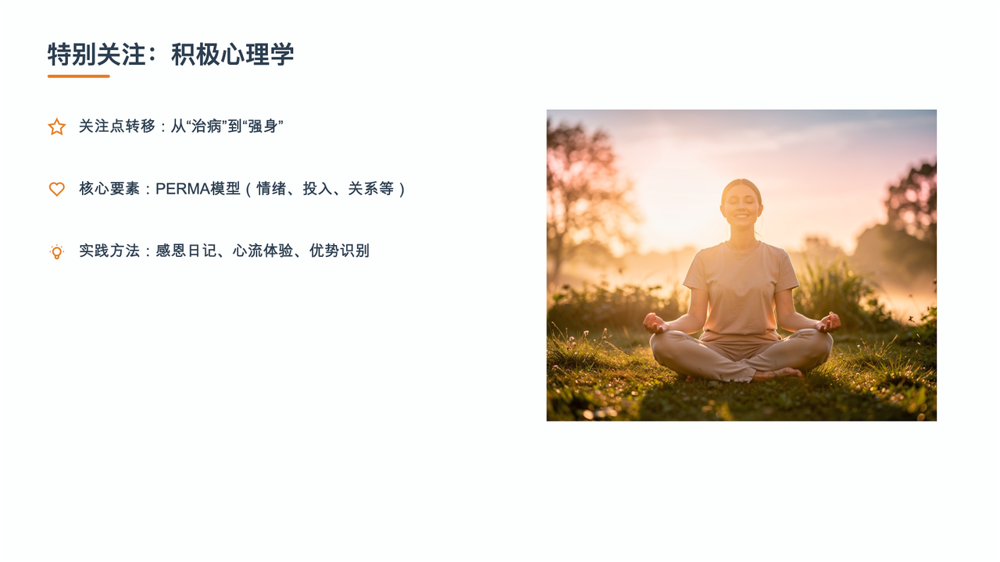 特别关注：积极心理学
关注点转移：从“治病”到“强身”
核心要素：PERMA模型（情绪、投入、关系等）
实践方法：感恩日记、心流体验、优势识别